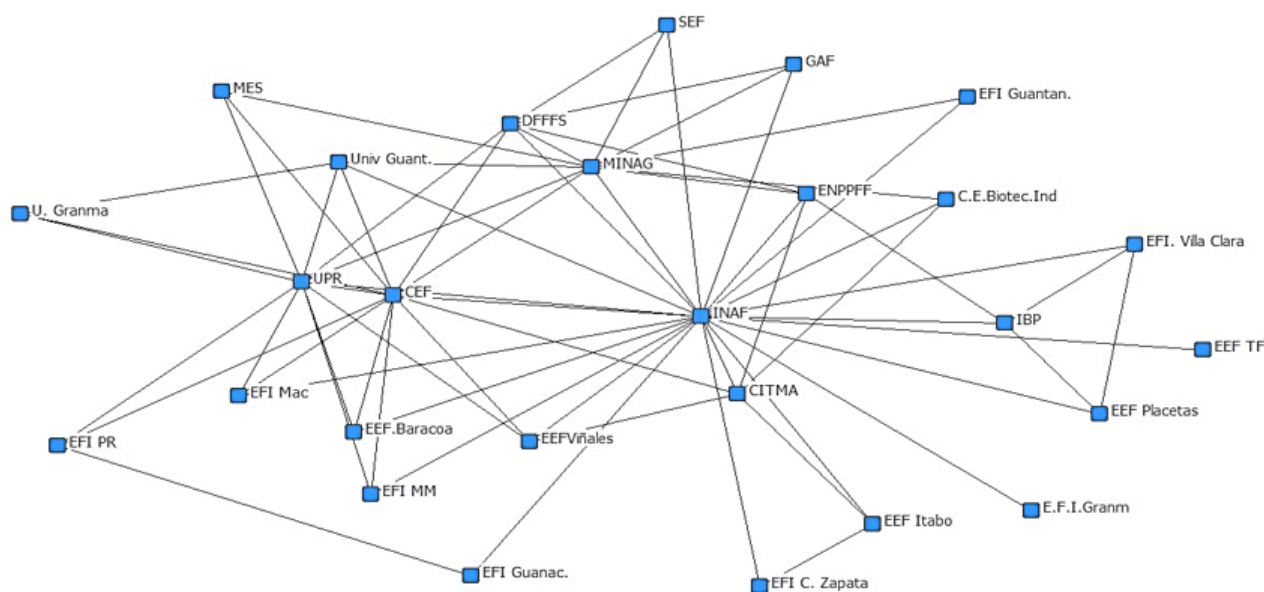 SEF
GAF
MES
EFI Guantan.
DFFFS
Univ Guant.
MINAG
ENPPFF
C.E.Biotec.Ind
U. Granma
EFI. Vlla Clara
UPR
CEF
INAF
IBP
EEF TF
EFI Mac
CITMA
EEF Placetas
EEF.Baracoa
EEFViñales
EFI PR
EFI MM
E.F.I.Granm
EEF Itabo
EFI Guanac.
EFI C. Zapata